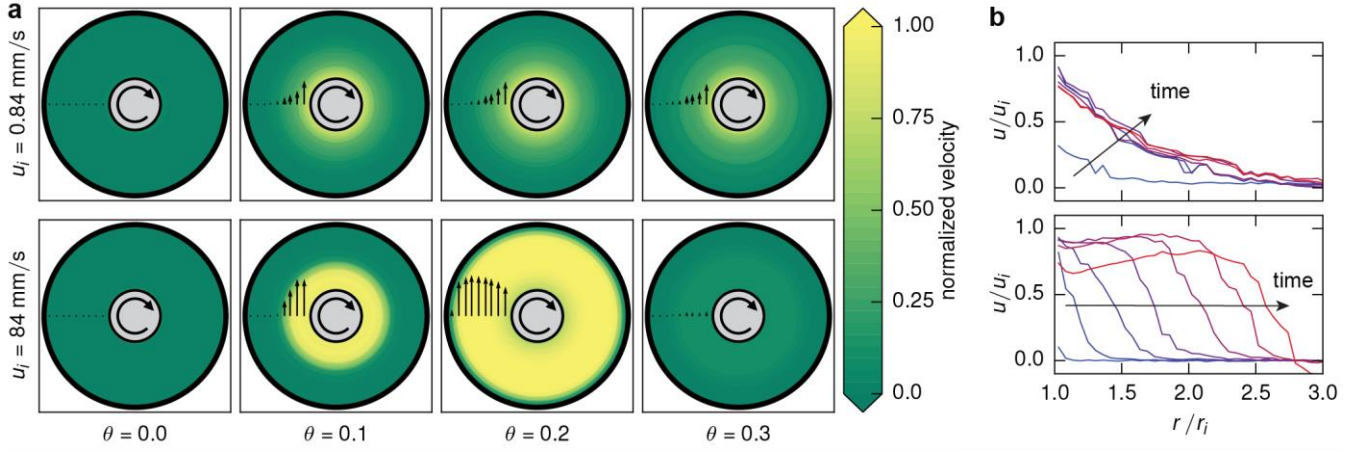 a
u_i = 0.84 mm/s
u_i = 84 mm/s
θ = 0.0
θ = 0.1
θ = 0.2
θ = 0.3
1.00
0.75
0.50
0.25
0.0
normalized velocity
b
1.0
0.5
0.0
u/u_i
time
1.0
0.5
0.0
u/u_i
time
1.0
1.5
2.0
2.5
3.0
r/r_i